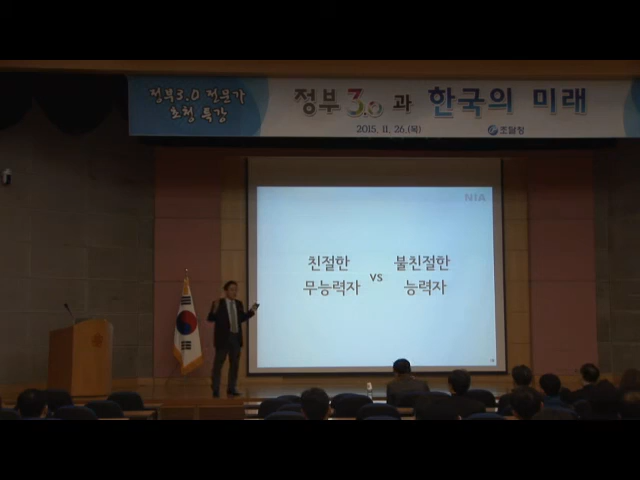 정부3.0 전문가
초청 특강
정부 3.0 과 한국의 미래
2015. 11. 26.(목)
조달청
NIA
친절한
무능력자
vs
불친절한
능력자